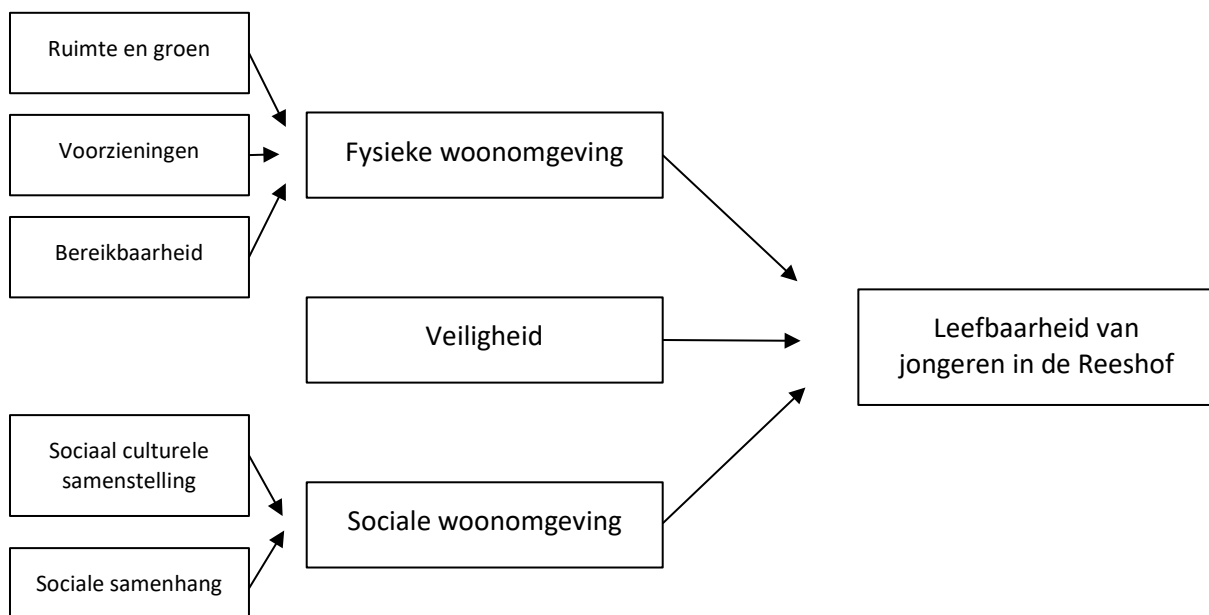 Ruimte en groen
Voorzieningen
Bereikbaarheid
Fysieke woonomgeving
Veiligheid
Leefbaarheid van
jongeren in de Reeshof
Sociaal culturele
samenstelling
Sociale samenhang
Sociale woonomgeving